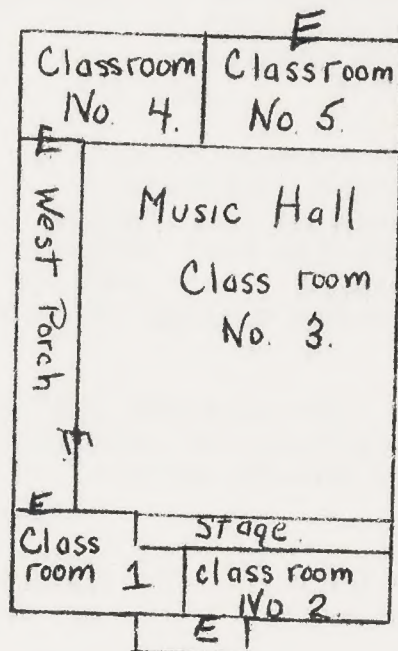 E
Classroom
No. 4.
Classroom
No. 5.
E
West Porch
Music Hall
Class room
No. 3.
E
E
Stage.
Class
room 1
class room
No 2.
E